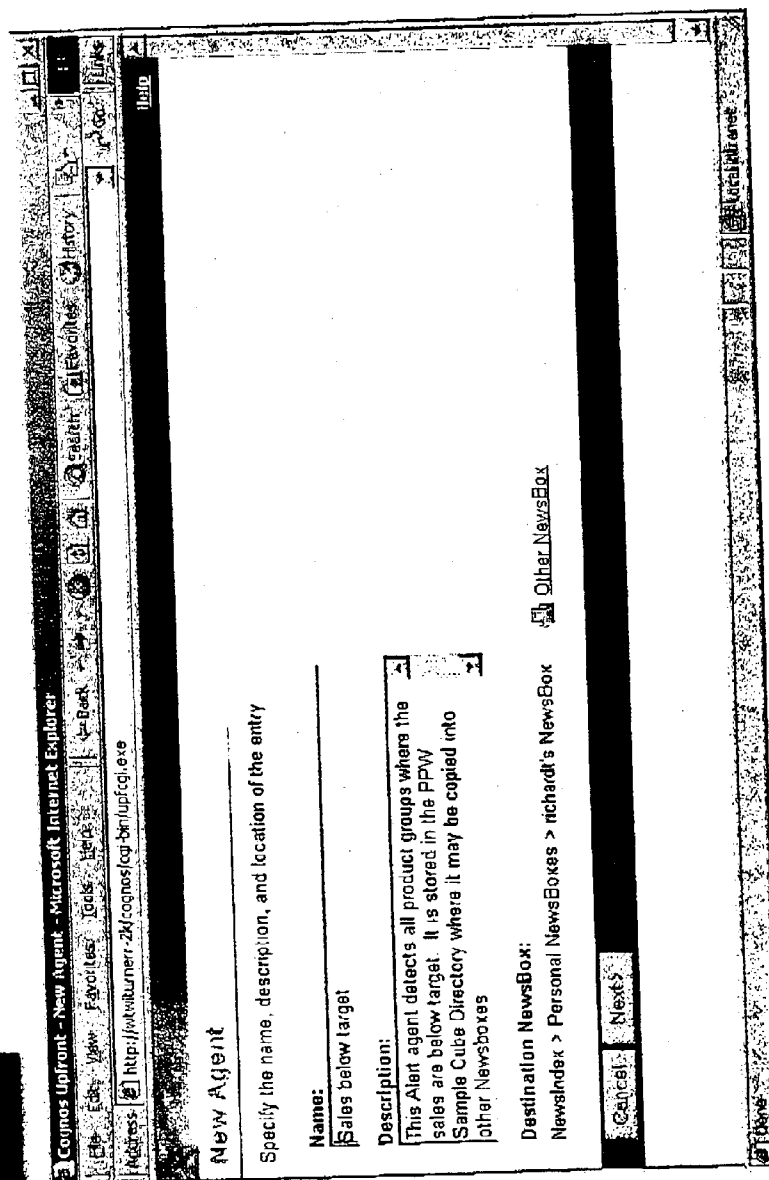 Cognos Upfront - New Agent - Microsoft Internet Explorer
File Edit View Favorites Tools Help
Back Search Favorites History
Address http://wtwiturnerr-2k/cognos/cgi-bin/upfcgi.exe Go Links
Help
New Agent
Specify the name, description, and location of the entry
Name:
Sales below target
Description:
This Alert agent detects all product groups where the
sales are below target. It is stored in the PPW
Sample Cube Directory where it may be copied into
other Newsboxes
Destination NewsBox:
NewsIndex > Personal NewsBoxes > richardt's NewsBox Other NewsBox
Cancel Next >
Done Local intranet